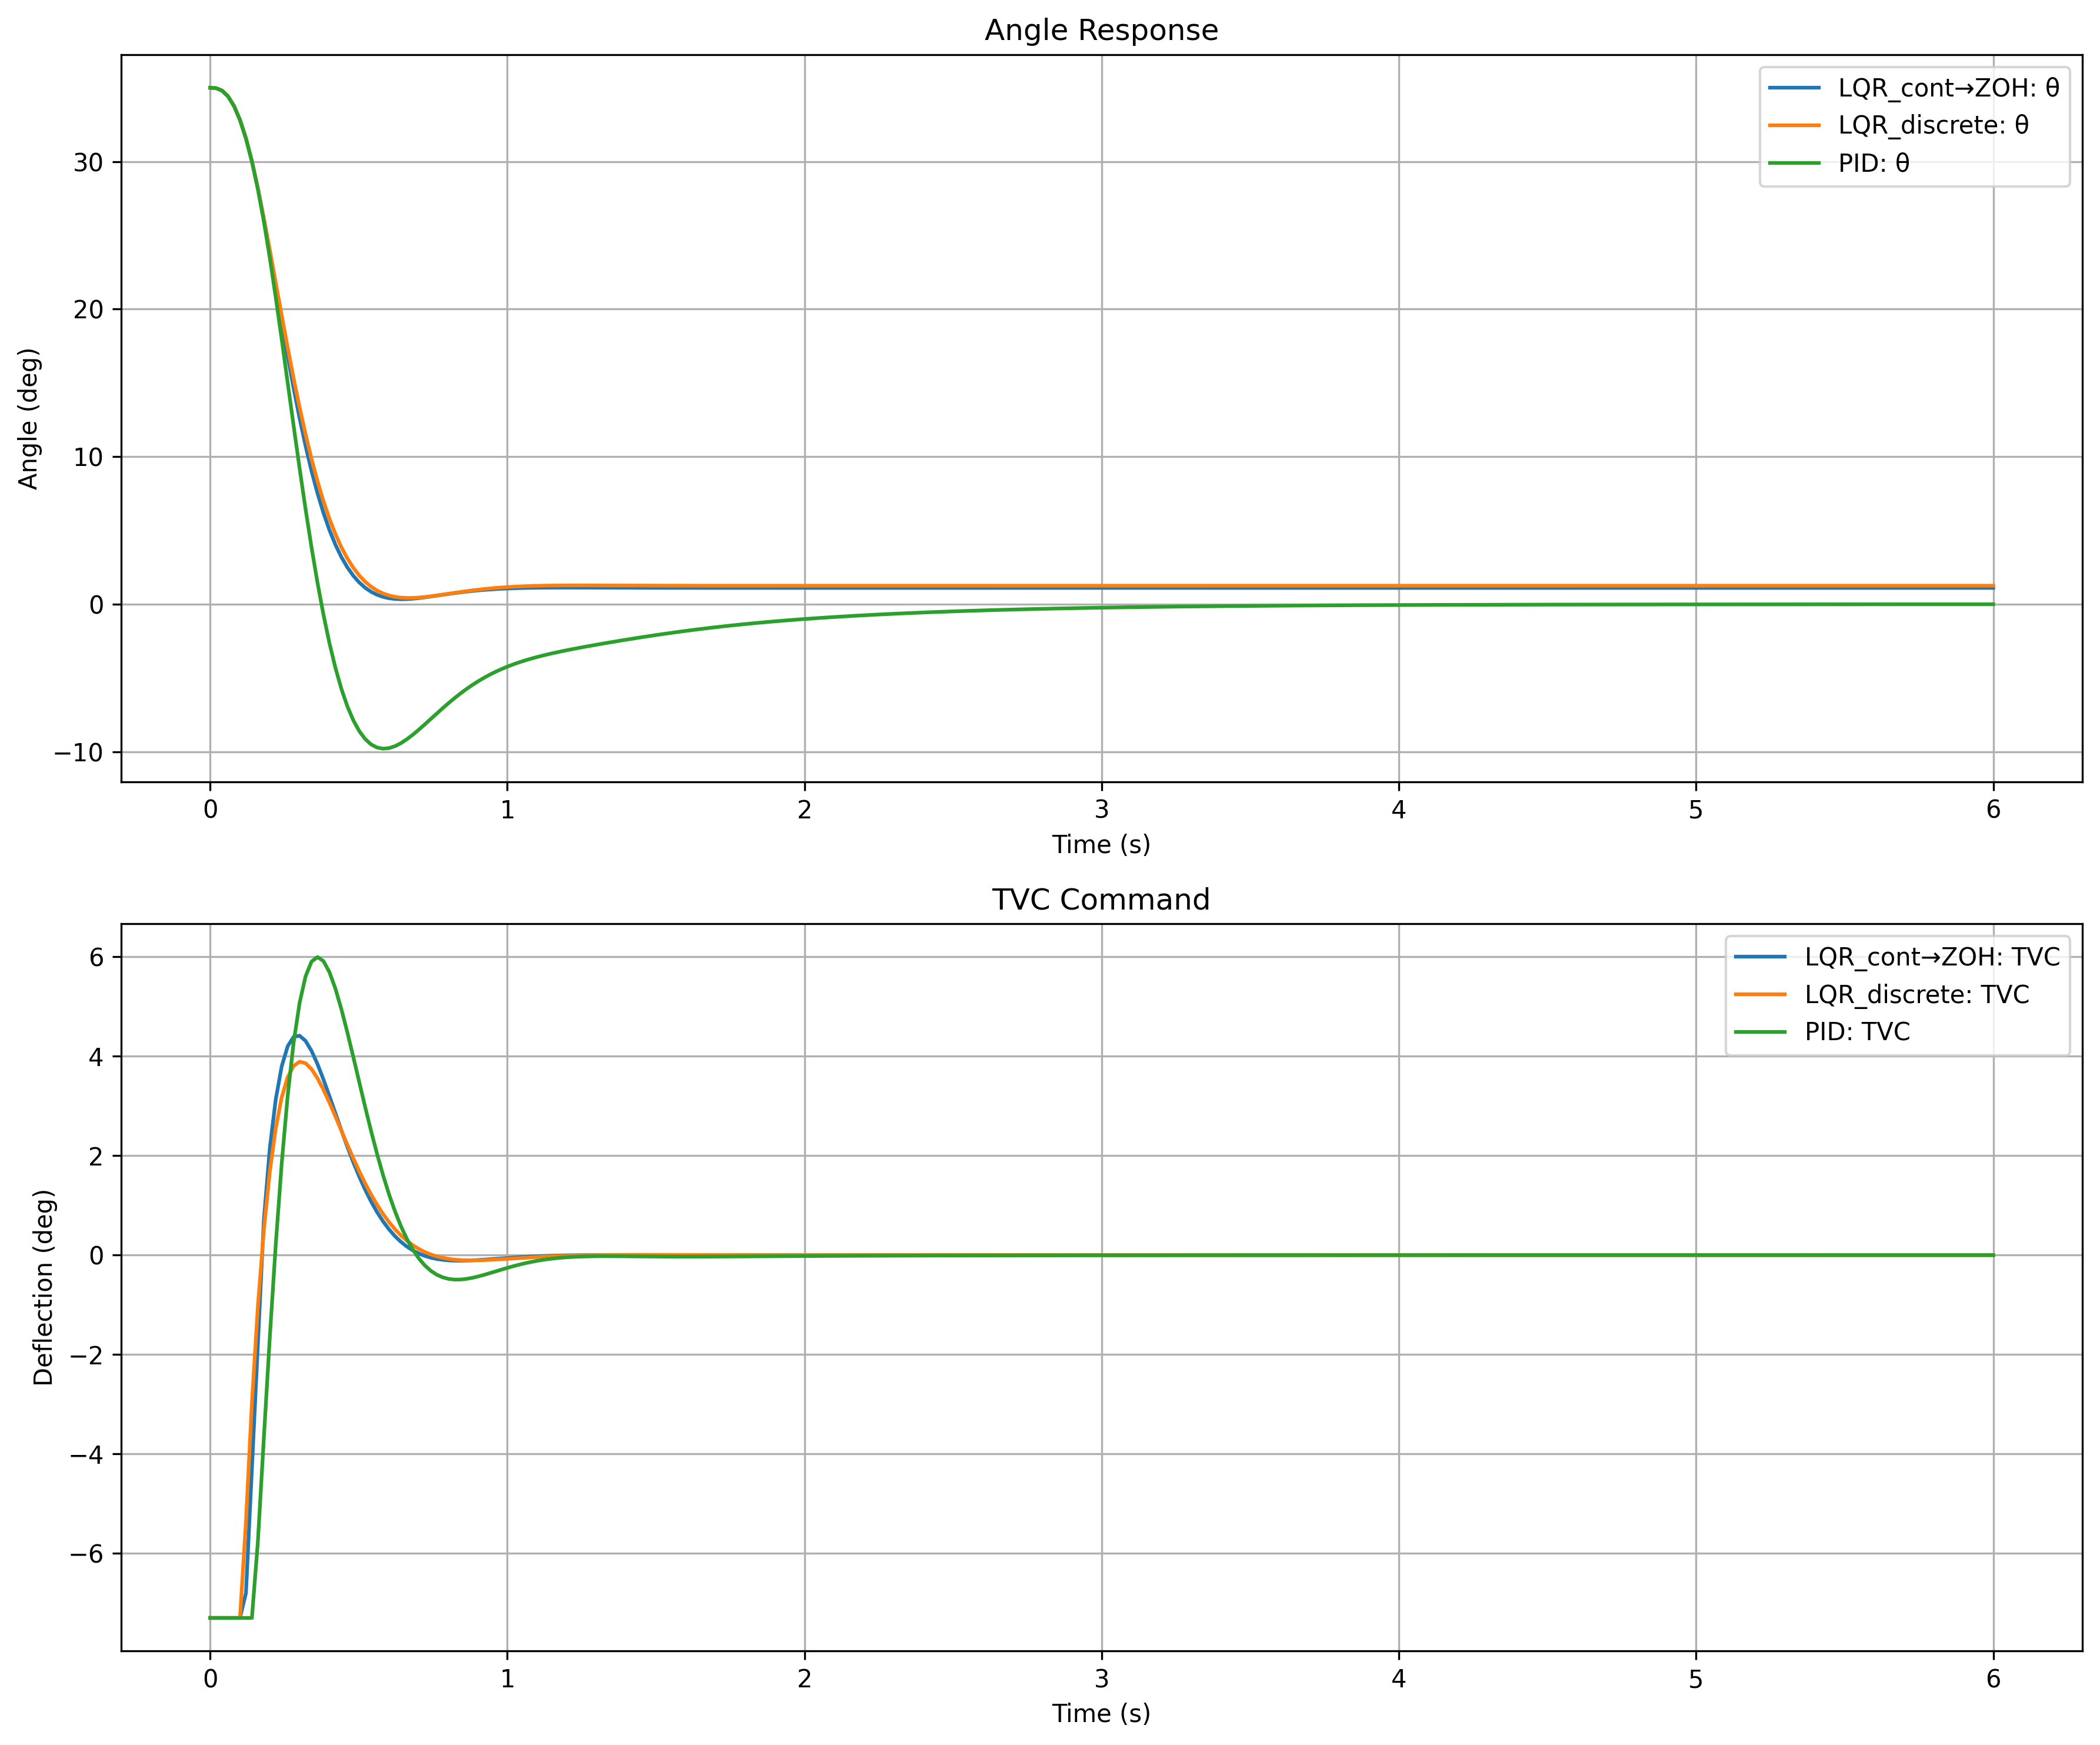 Angle Response
LQR_cont→ZOH: θ
LQR_discrete: θ
PID: θ
Angle (deg)
30
20
10
0
−10
0 1 2 3 4 5 6
Time (s)
TVC Command
LQR_cont→ZOH: TVC
LQR_discrete: TVC
PID: TVC
Deflection (deg)
6
4
2
0
−2
−4
−6
0 1 2 3 4 5 6
Time (s)